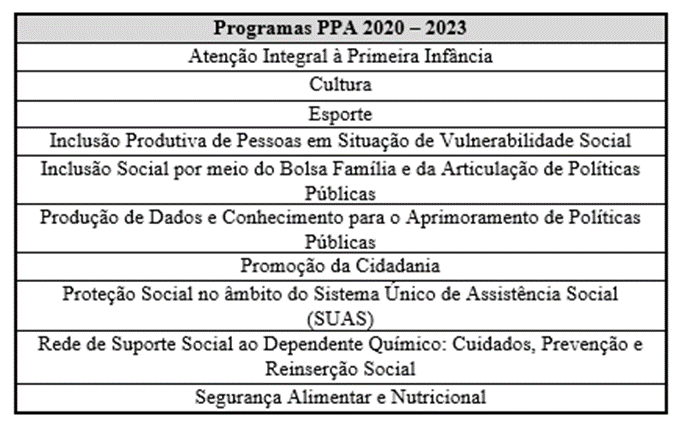 Programas PPA 2020 – 2023
Atenção Integral à Primeira Infância
Cultura
Esporte
Inclusão Produtiva de Pessoas em Situação de Vulnerabilidade Social
Inclusão Social por meio do Bolsa Família e da Articulação de Políticas
Públicas
Produção de Dados e Conhecimento para o Aprimoramento de Políticas
Públicas
Promoção da Cidadania
Proteção Social no âmbito do Sistema Único de Assistência Social
(SUAS)
Rede de Suporte Social ao Dependente Químico: Cuidados, Prevenção e
Reinserção Social
Segurança Alimentar e Nutricional